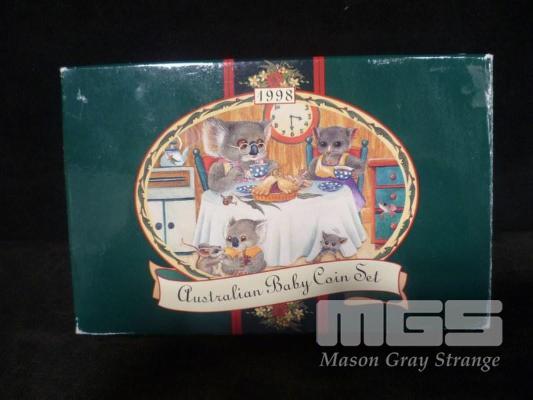 1998
Australian Baby Coin Set
MGS
Mason Gray Strange